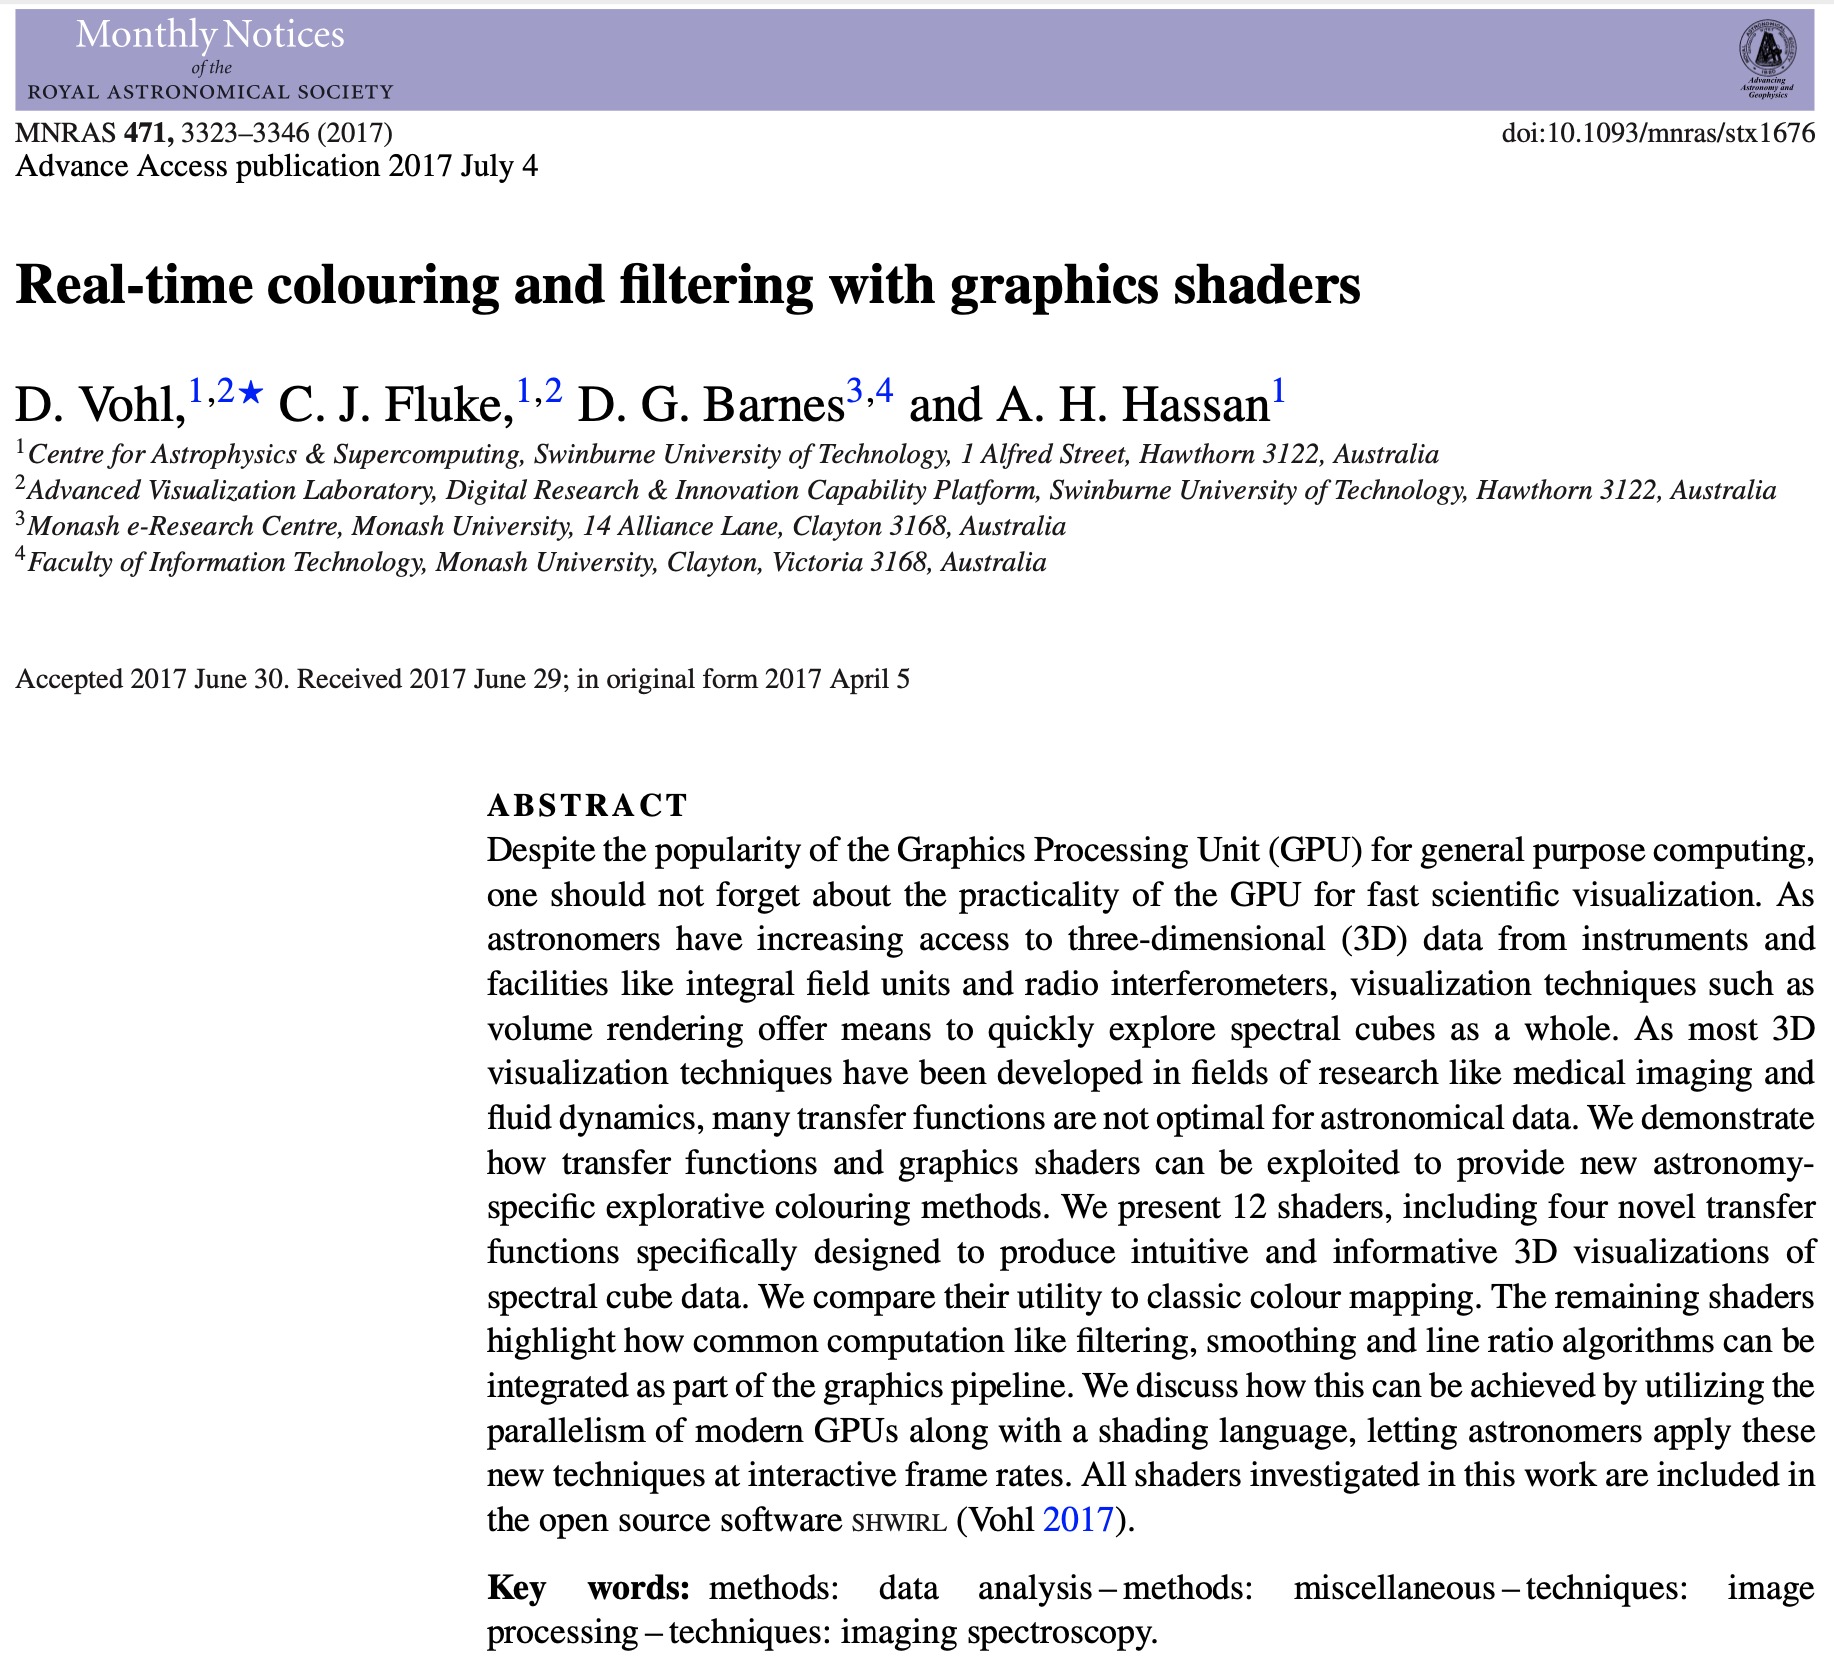 Monthly Notices
of the
ROYAL ASTRONOMICAL SOCIETY
Advancing
Astronomy and
Geophysics
MNRAS 471, 3323–3346 (2017)
doi:10.1093/mnras/stx1676
Advance Access publication 2017 July 4
Real-time colouring and filtering with graphics shaders
D. Vohl,1,2★ C. J. Fluke,1,2 D. G. Barnes3,4 and A. H. Hassan1
1Centre for Astrophysics & Supercomputing, Swinburne University of Technology, 1 Alfred Street, Hawthorn 3122, Australia
2Advanced Visualization Laboratory, Digital Research & Innovation Capability Platform, Swinburne University of Technology, Hawthorn 3122, Australia
3Monash e-Research Centre, Monash University, 14 Alliance Lane, Clayton 3168, Australia
4Faculty of Information Technology, Monash University, Clayton, Victoria 3168, Australia
Accepted 2017 June 30. Received 2017 June 29; in original form 2017 April 5
ABSTRACT
Despite the popularity of the Graphics Processing Unit (GPU) for general purpose computing,
one should not forget about the practicality of the GPU for fast scientific visualization. As
astronomers have increasing access to three-dimensional (3D) data from instruments and
facilities like integral field units and radio interferometers, visualization techniques such as
volume rendering offer means to quickly explore spectral cubes as a whole. As most 3D
visualization techniques have been developed in fields of research like medical imaging and
fluid dynamics, many transfer functions are not optimal for astronomical data. We demonstrate
how transfer functions and graphics shaders can be exploited to provide new astronomy-
specific explorative colouring methods. We present 12 shaders, including four novel transfer
functions specifically designed to produce intuitive and informative 3D visualizations of
spectral cube data. We compare their utility to classic colour mapping. The remaining shaders
highlight how common computation like filtering, smoothing and line ratio algorithms can be
integrated as part of the graphics pipeline. We discuss how this can be achieved by utilizing the
parallelism of modern GPUs along with a shading language, letting astronomers apply these
new techniques at interactive frame rates. All shaders investigated in this work are included in
the open source software SHWIRL (Vohl 2017).
Key words: methods: data analysis – methods: miscellaneous – techniques: image
processing – techniques: imaging spectroscopy.